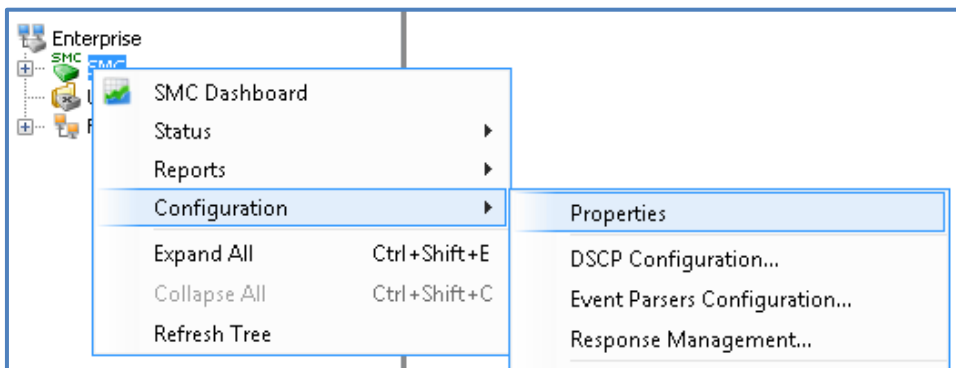 Enterprise
SMC
SMC
SMC Dashboard
Status
Reports
Configuration
Expand All Ctrl+Shift+E
Collapse All Ctrl+Shift+C
Refresh Tree
Properties
DSCP Configuration...
Event Parsers Configuration...
Response Management...